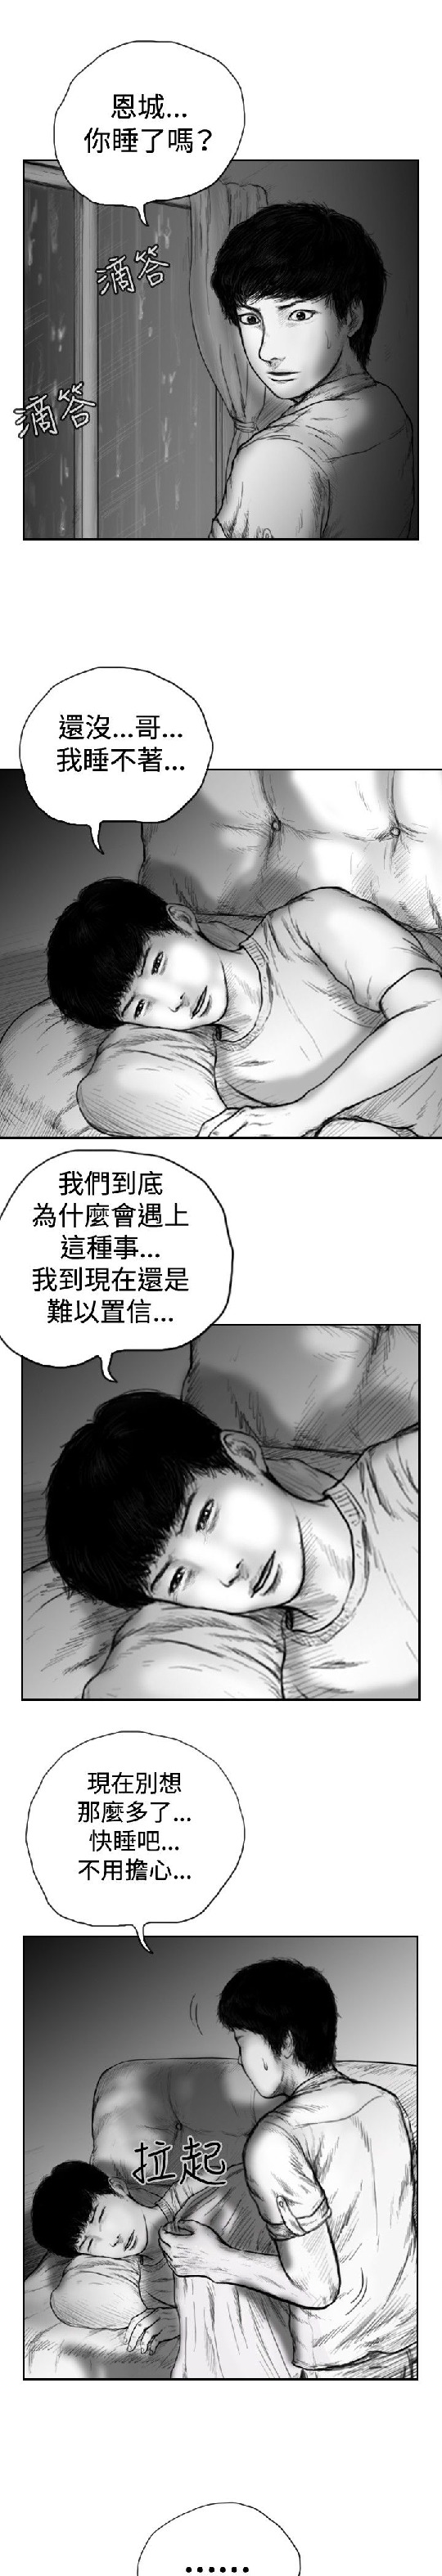 恩城...
你睡了嗎？
滴答
滴答
還沒...哥...
我睡不著...
我們到底
為什麼會遇上
這種事...
我到現在還是
難以置信...
現在別想
那麼多了...
快睡吧...
不用擔心...
拉起
......